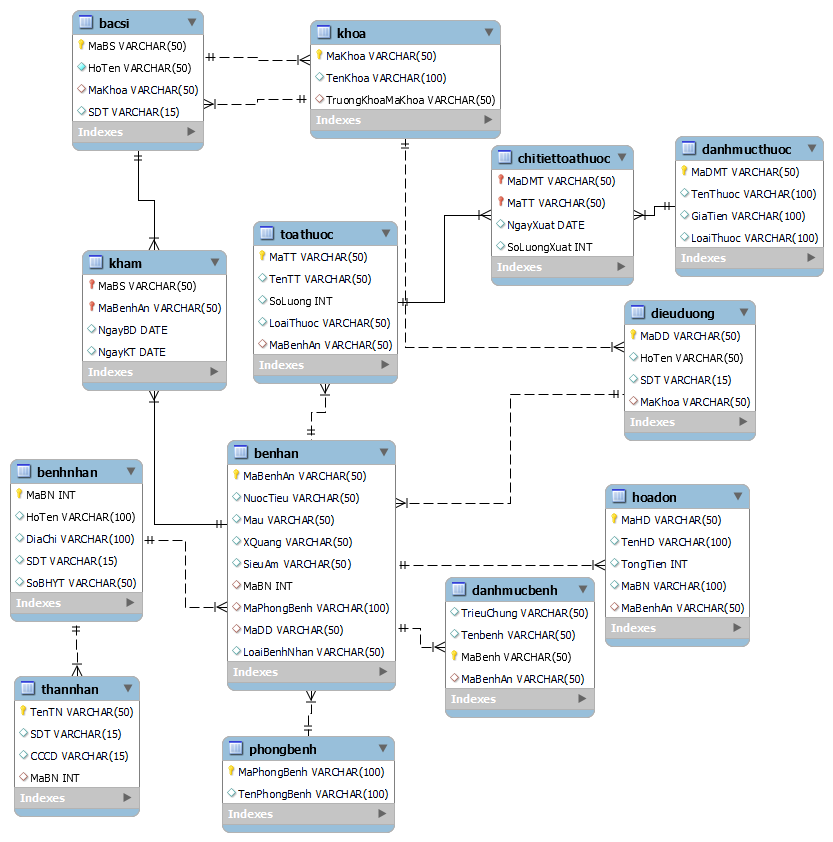 bacsi
MaBS VARCHAR(50)
HoTen VARCHAR(50)
MaKhoa VARCHAR(50)
SDT VARCHAR(15)
Indexes
khoa
MaKhoa VARCHAR(50)
TenKhoa VARCHAR(100)
TruongKhoaMaKhoa VARCHAR(50)
Indexes
chitiettoathuoc
MaDMT VARCHAR(50)
MaTT VARCHAR(50)
NgayXuat DATE
SoLuongXuat INT
Indexes
danhmucthuoc
MaDMT VARCHAR(50)
TenThuoc VARCHAR(100)
GiaTien VARCHAR(100)
LoaiThuoc VARCHAR(100)
Indexes
toathuoc
MaTT VARCHAR(50)
TenTT VARCHAR(50)
SoLuong INT
LoaiThuoc VARCHAR(50)
MaBenhAn VARCHAR(50)
Indexes
kham
MaBS VARCHAR(50)
MaBenhAn VARCHAR(50)
NgayBD DATE
NgayKT DATE
Indexes
dieuduong
MaDD VARCHAR(50)
HoTen VARCHAR(50)
SDT VARCHAR(15)
MaKhoa VARCHAR(50)
Indexes
benhan
MaBenhAn VARCHAR(50)
NuocTieu VARCHAR(50)
Mau VARCHAR(50)
XQuang VARCHAR(50)
SieuAm VARCHAR(50)
MaBN INT
MaPhongBenh VARCHAR(100)
MaDD VARCHAR(50)
LoaiBenhNhan VARCHAR(50)
Indexes
benhnhan
MaBN INT
HoTen VARCHAR(100)
DiaChi VARCHAR(100)
SDT VARCHAR(15)
SoBHYT VARCHAR(50)
Indexes
hoadon
MaHD VARCHAR(50)
TenHD VARCHAR(100)
TongTien INT
MaBN VARCHAR(100)
MaBenhAn VARCHAR(50)
Indexes
danhmucbenh
TrieuChung VARCHAR(50)
Tenbenh VARCHAR(50)
MaBenh VARCHAR(50)
MaBenhAn VARCHAR(50)
Indexes
thannhan
TenTN VARCHAR(50)
SDT VARCHAR(15)
CCCD VARCHAR(15)
MaBN INT
Indexes
phongbenh
MaPhongBenh VARCHAR(100)
TenPhongBenh VARCHAR(100)
Indexes